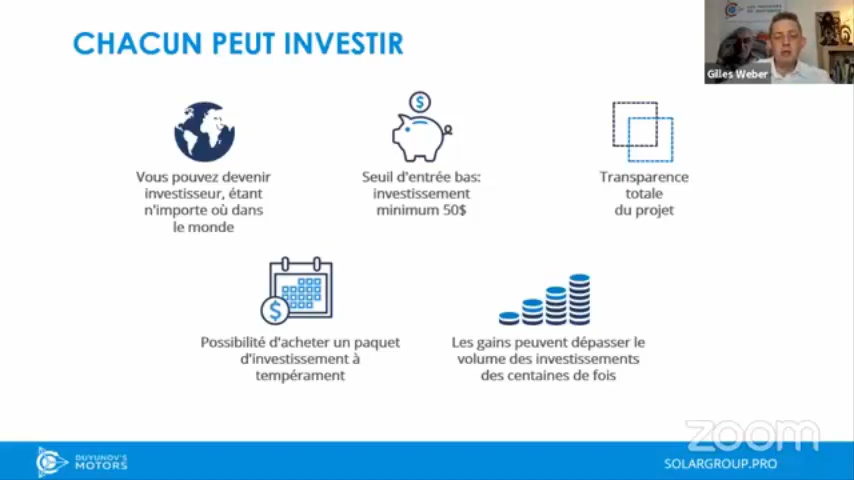 CHACUN PEUT INVESTIR
Gilles Weber
Vous pouvez devenir
investisseur, étant
n'importe où dans
le monde
Seuil d'entrée bas:
investissement
minimum 50$
Transparence
totale
du projet
Possibilité d'acheter un paquet
d'investissement à
tempérament
Les gains peuvent dépasser le
volume des investissements
des centaines de fois
zoom
DUYUNOV'S
MOTORS
SOLARGROUP.PRO